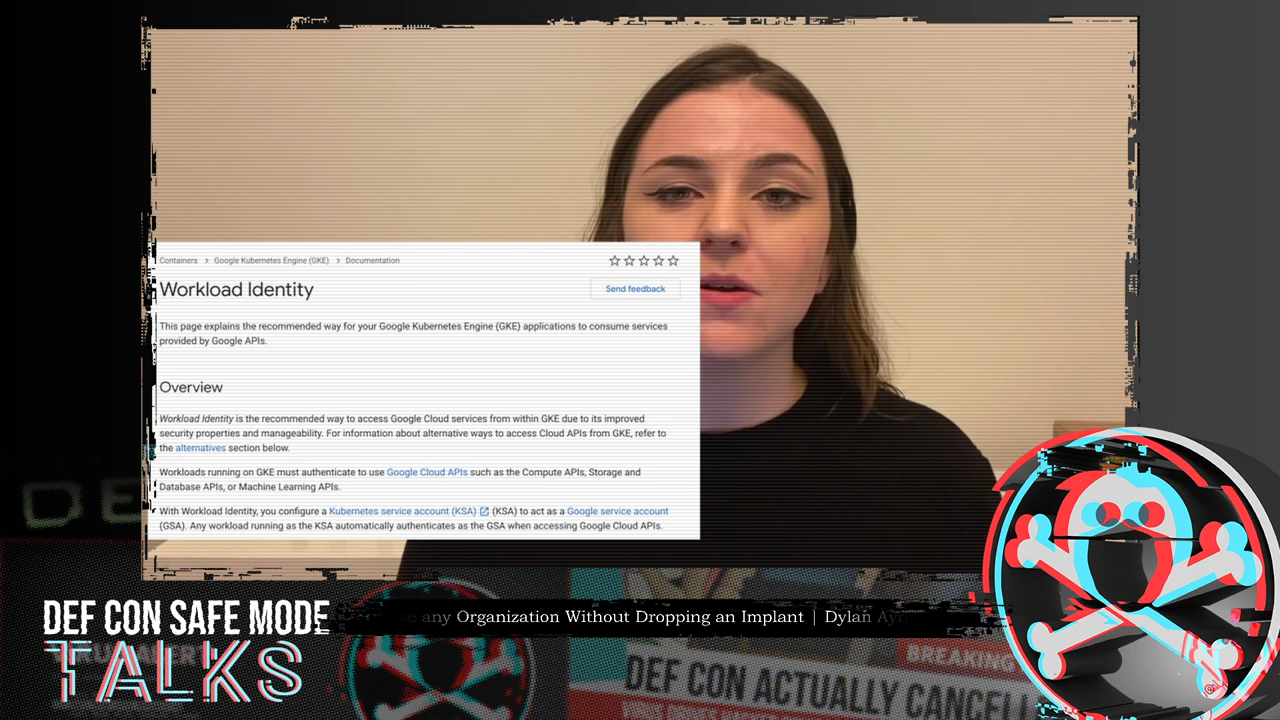 Containers > Google Kubernetes Engine (GKE) > Documentation
Workload Identity
Send feedback
This page explains the recommended way for your Google Kubernetes Engine (GKE) applications to consume services
provided by Google APIs.
Overview
Workload Identity is the recommended way to access Google Cloud services from within GKE due to its improved
security properties and manageability. For information about alternative ways to access Cloud APIs from GKE, refer to
the alternatives section below.
Workloads running on GKE must authenticate to use Google Cloud APIs such as the Compute APIs, Storage and
Database APIs, or Machine Learning APIs.
With Workload Identity, you configure a Kubernetes service account (KSA) (KSA) to act as a Google service account
(GSA). Any workload running as the KSA automatically authenticates as the GSA when accessing Google Cloud APIs.
DEF CON SAFE MODE
TALKS
any Organization Without Dropping an Implant | Dylan
BREAKING
DEF CON ACTUALLY